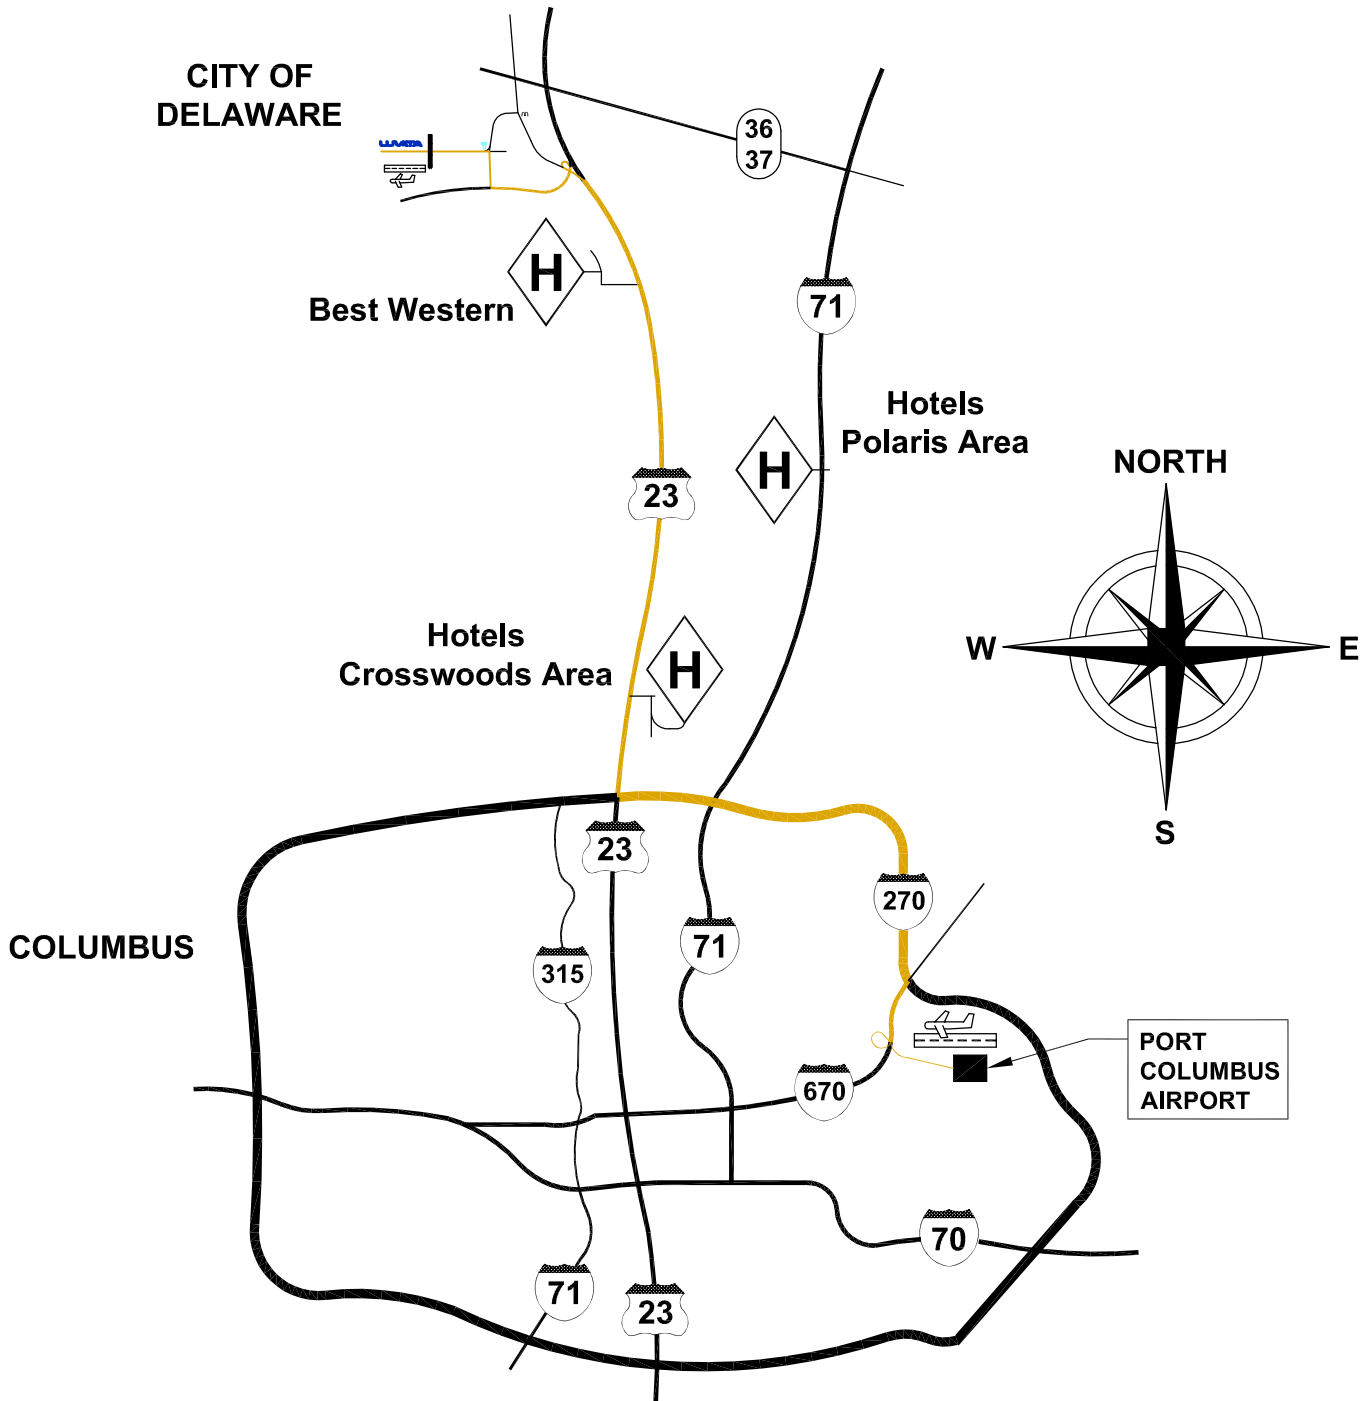 CITY OF
DELAWARE
36
37
LUVATA
H
Best Western
71
Hotels
Polaris Area
H
NORTH
23
W
E
S
Hotels
Crosswoods Area
H
23
270
COLUMBUS
71
315
PORT
COLUMBUS
AIRPORT
670
70
71
23